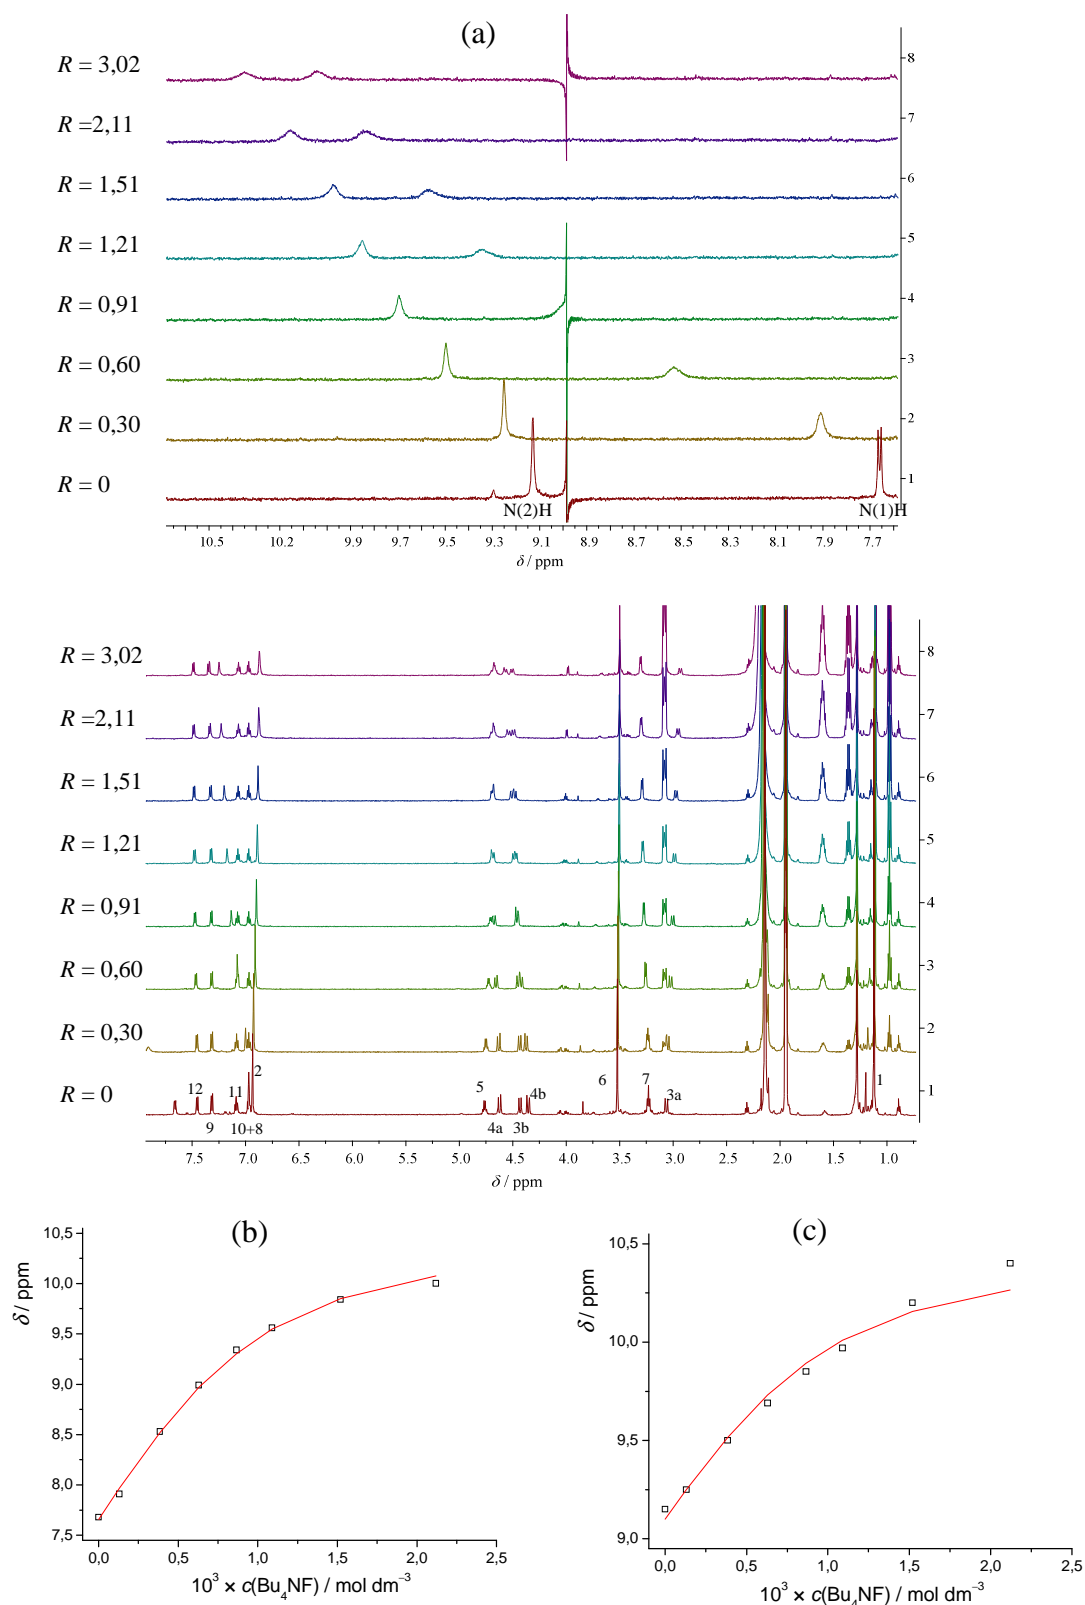 (a)
R = 3,02
R =2,11
R = 1,51
R = 1,21
R = 0,91
R = 0,60
R = 0,30
R = 0
8
7
6
5
4
3
2
1
N(2)H
N(1)H
10.5 10.2 9.9 9.7 9.5 9.3 9.1 8.9 8.7 8.5 8.3 8.1 7.9 7.7
δ / ppm
R = 3,02
R =2,11
R = 1,51
R = 1,21
R = 0,91
R = 0,60
R = 0,30
R = 0
8
7
6
5
4
3
2
1
12 11 2 5 4b 6 7 3a 1
9 10+8 4a 3b
7.5 7.0 6.5 6.0 5.5 5.0 4.5 4.0 3.5 3.0 2.5 2.0 1.5 1.0
δ / ppm
(b)
δ / ppm
10,5
10,0
9,5
9,0
8,5
8,0
7,5
0,0 0,5 1,0 1,5 2,0 2,5
10³ × c(Bu₄NF) / mol dm⁻³
(c)
δ / ppm
10,5
10,0
9,5
9,0
0,0 0,5 1,0 1,5 2,0 2,5
10³ × c(Bu₄NF) / mol dm⁻³